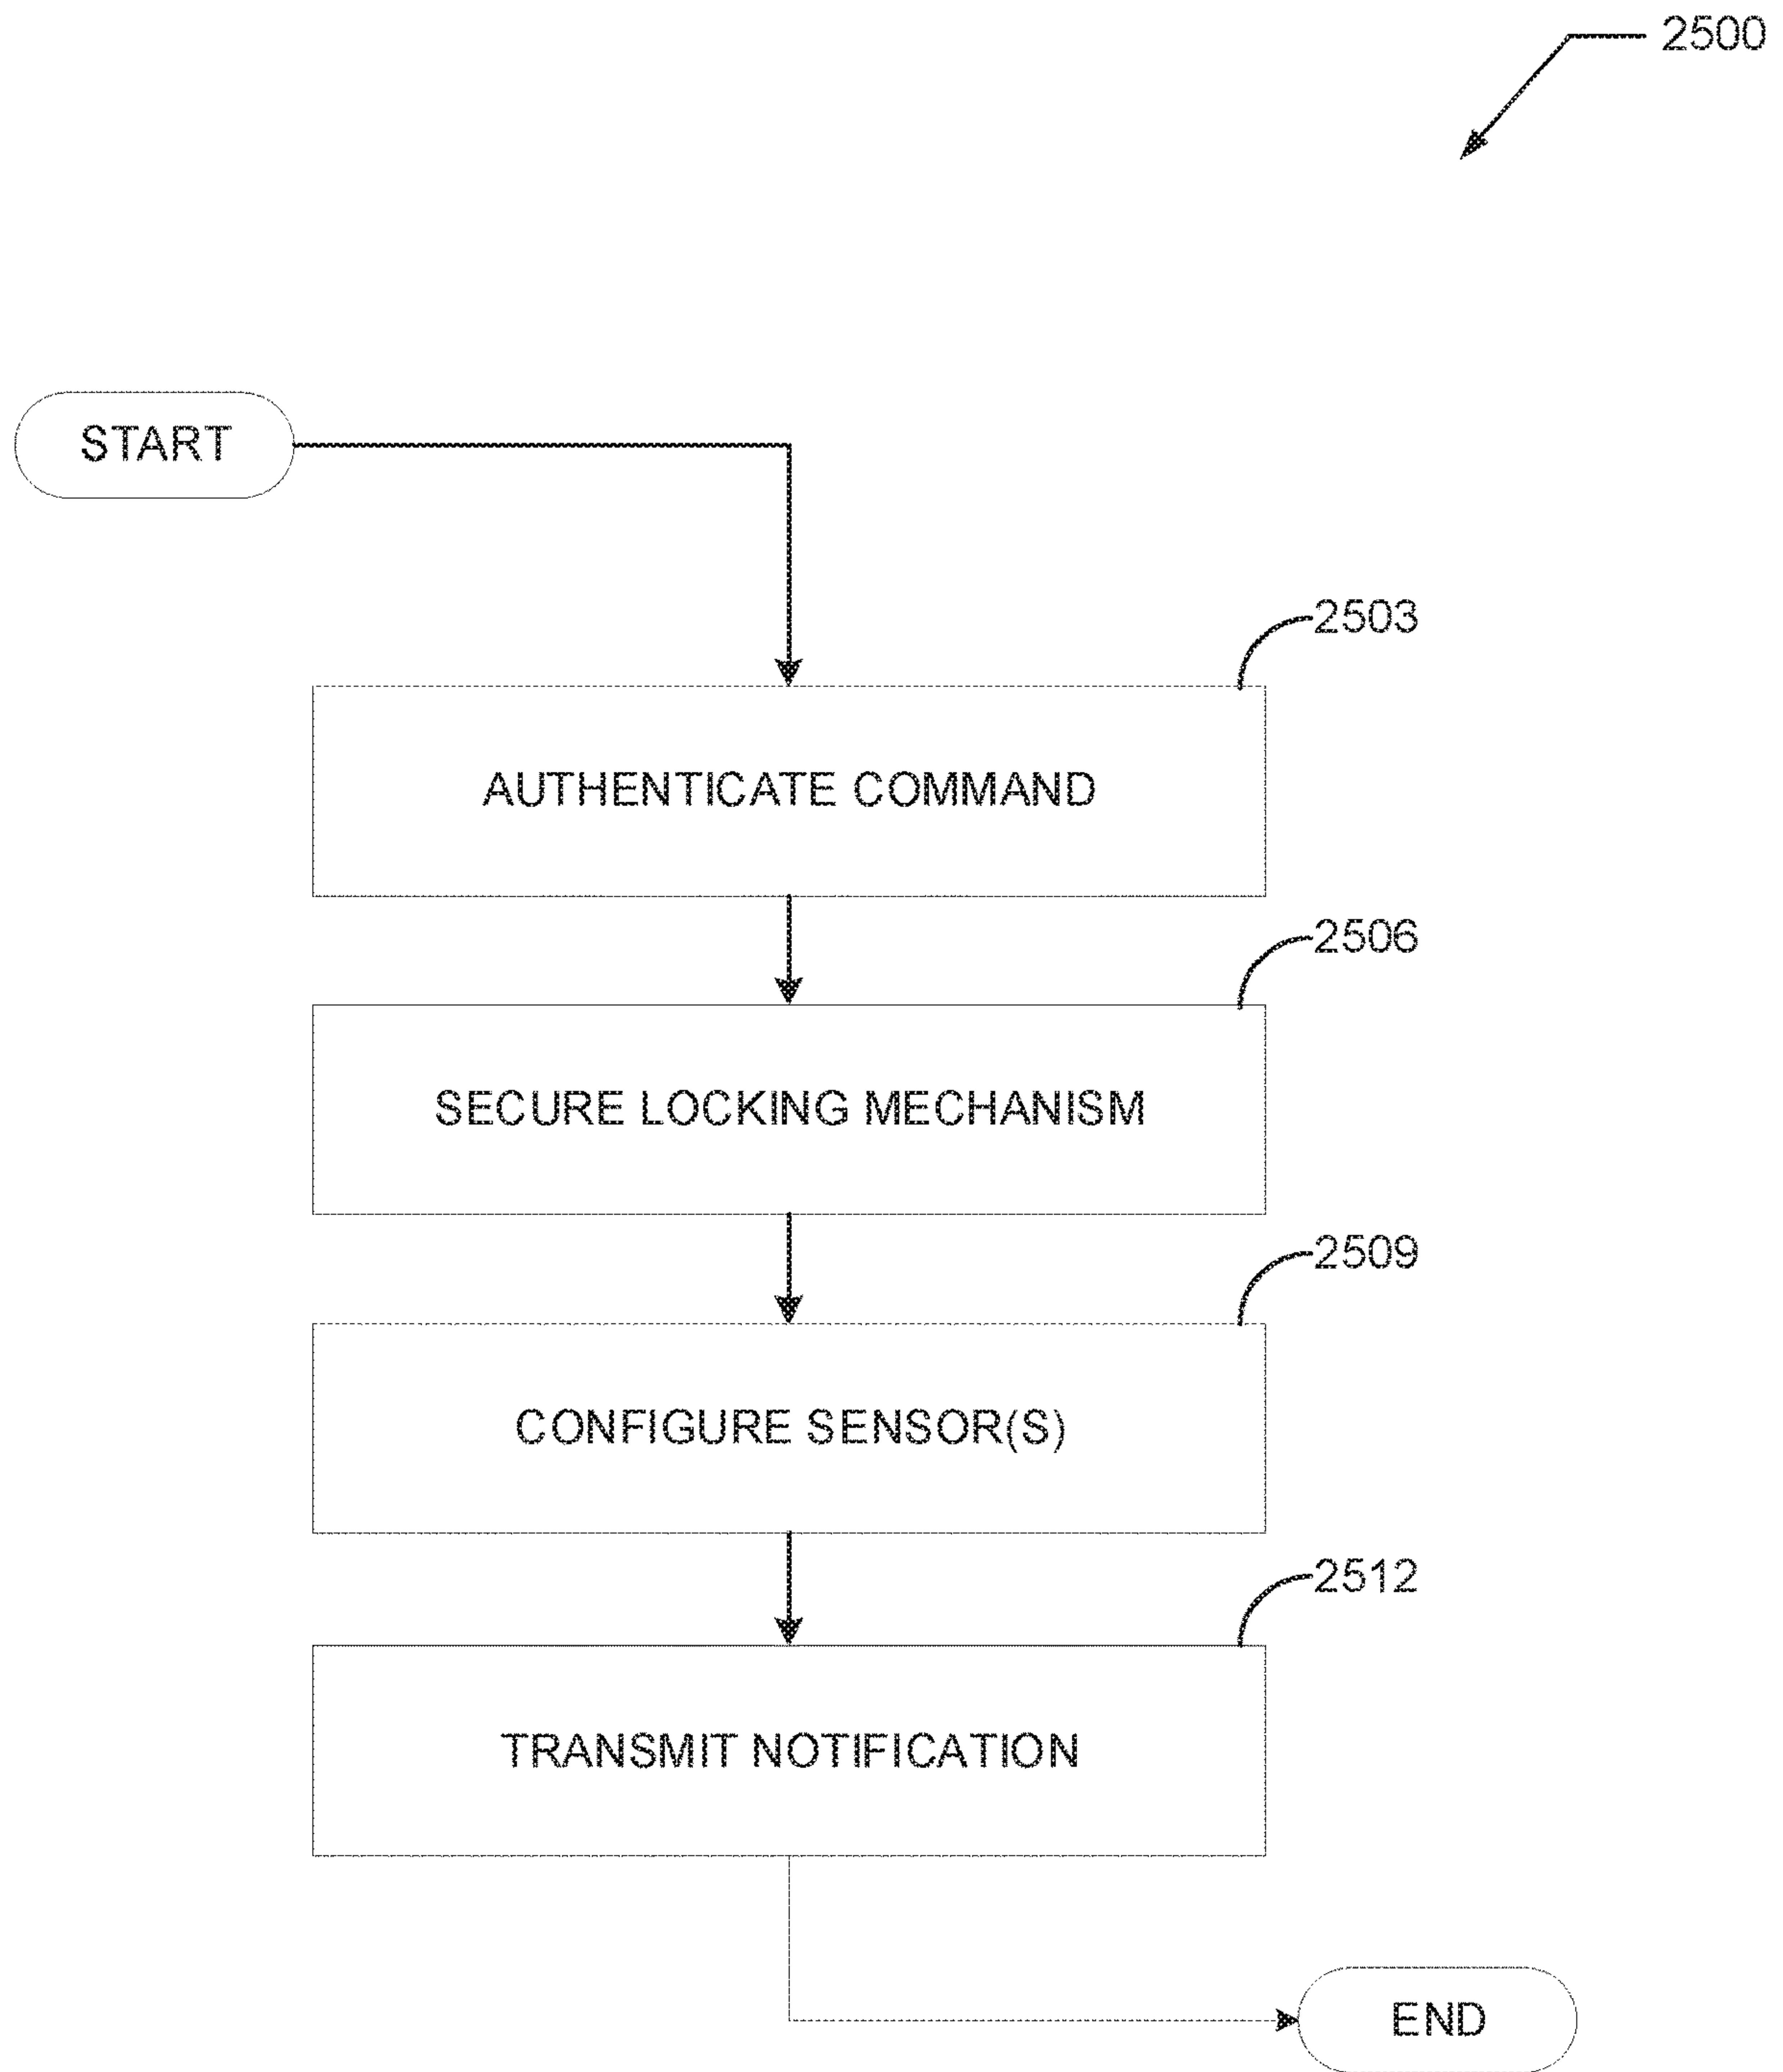 2500
START
2503
AUTHENTICATE COMMAND
2506
SECURE LOCKING MECHANISM
2509
CONFIGURE SENSOR(S)
2512
TRANSMIT NOTIFICATION
END